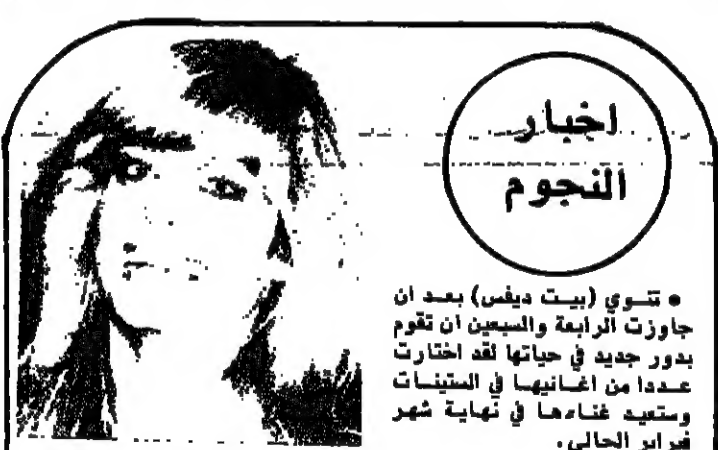 اخبار
النجوم
● تنوي (بيت ديفس) بعد ان
جاوزت الرابعة والسبعين ان تقوم
بدور جديد في حياتها لقد اختارت
عددا من اغانيها في الستينات
وستعيد غناءها في نهاية شهر
فبراير الحالي.